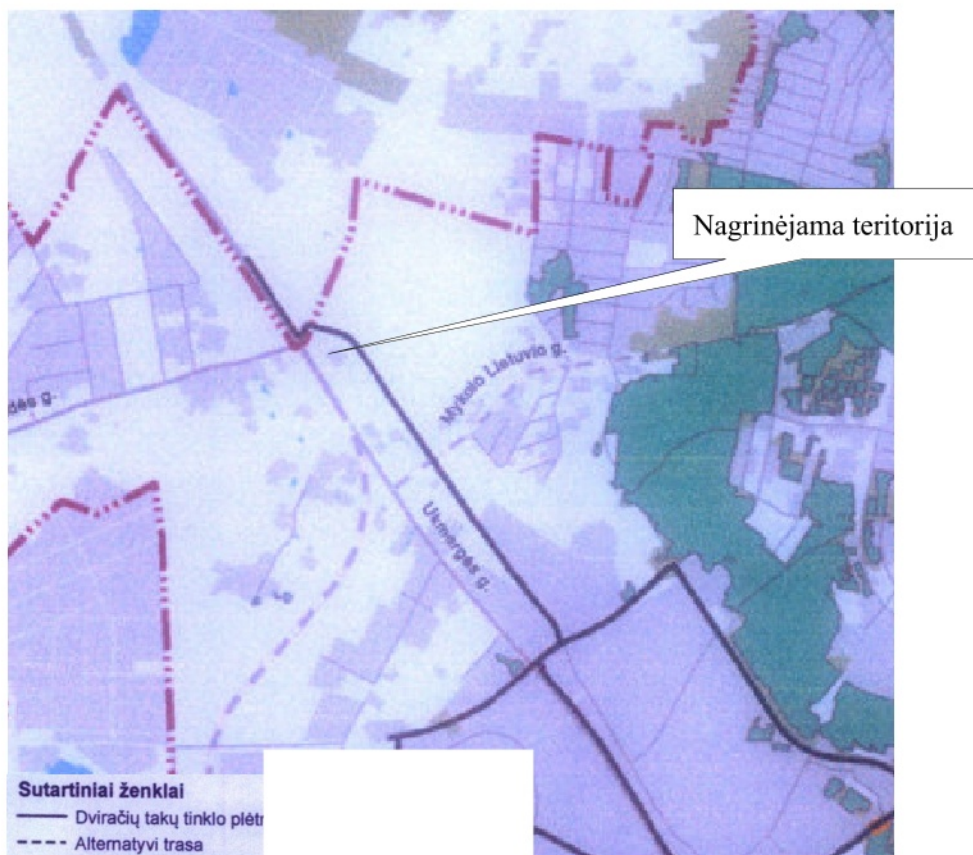 Nagrinėjama teritorija
Mykolo Lietuvio g.
dės g.
Ukmergės g.
Sutartiniai ženklai
Dviračių takų tinklo plėtr
Alternatyvi trasa